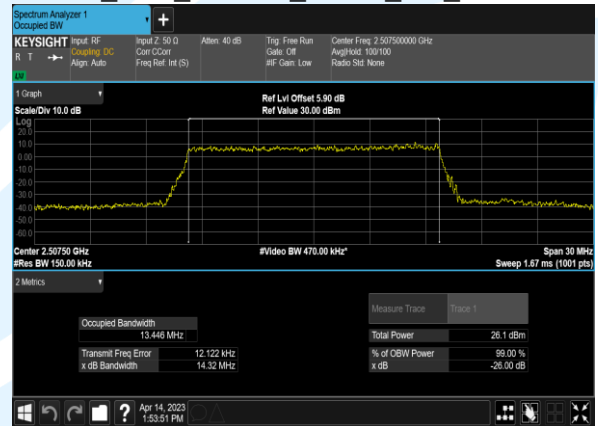 Spectrum Analyzer 1
Occupied BW
KEYSIGHT
R T
LV
Input: RF
Coupling: DC
Align: Auto
Input Z: 50 Ω
Corr CCorr
Freq Ref: Int (S)
Atten: 40 dB
Trig: Free Run
Gate: Off
#IF Gain: Low
Center Freq: 2.507500000 GHz
Avg|Hold: 100/100
Radio Std: None
1 Graph
Scale/Div 10.0 dB
Ref Lvl Offset 5.90 dB
Ref Value 30.00 dBm
Log
20.0
10.0
0.00
-10.0
-20.0
-30.0
-40.0
-50.0
-60.0
Center 2.50750 GHz
#Res BW 150.00 kHz
#Video BW 470.00 kHz*
Span 30 MHz
Sweep 1.67 ms (1001 pts)
2 Metrics
Measure Trace Trace 1
Occupied Bandwidth
13.446 MHz
Total Power 26.1 dBm
Transmit Freq Error 12.122 kHz
% of OBW Power 99.00 %
x dB Bandwidth 14.32 MHz
x dB -26.00 dB
?
Apr 14, 2023
1:53:51 PM